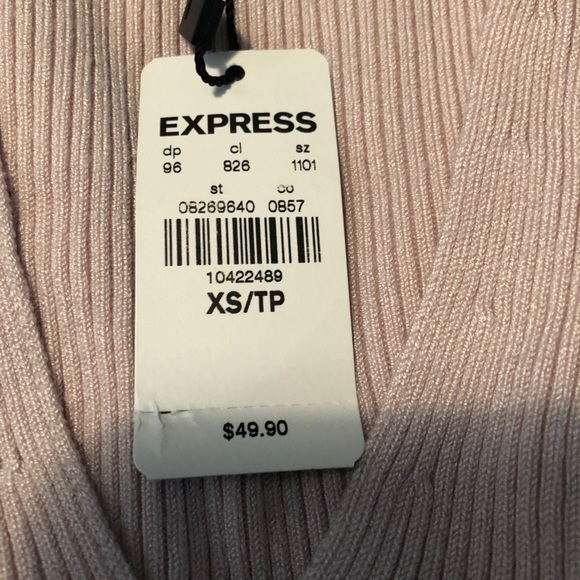 EXPRESS
dp cl sz
96 826 1101
st co
08269640 0857
10422489
XS/TP
$49.90